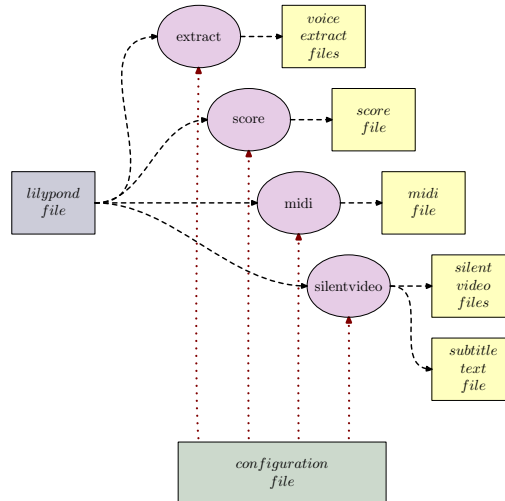 extract
voice
extract
files
score
score
file
lilypond
file
midi
midi
file
silentvideo
silent
video
files
subtitle
text
file
configuration
file